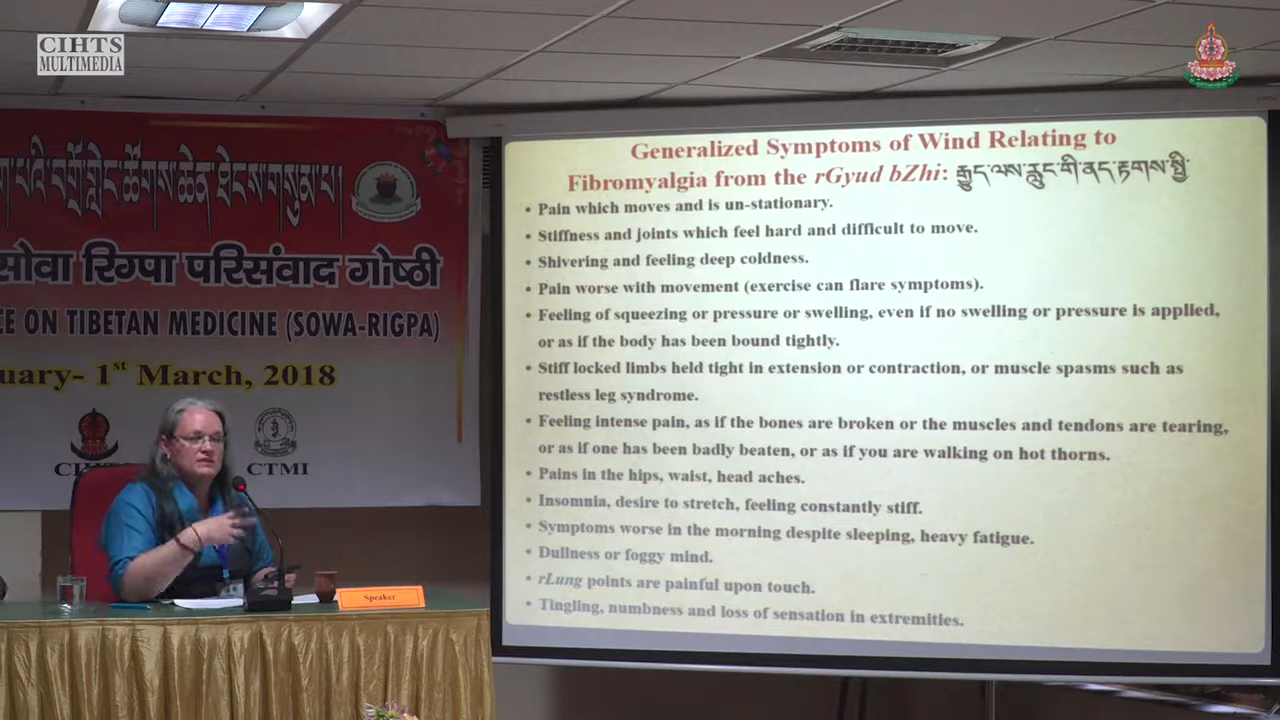 CIHTS
MULTIMEDIA
སོवा रिग्पा परिसंवाद गोष्ठी
CE ON TIBETAN MEDICINE (SOWA-RIGPA)
uary- 1st March, 2018
CTMI
Speaker
Generalized Symptoms of Wind Relating to
Fibromyalgia from the rGyud bZhi: རྒྱུད་ལས་རླུང་གི་ནད་རྟགས་སྤྱི་
• Pain which moves and is un-stationary.
• Stiffness and joints which feel hard and difficult to move.
• Shivering and feeling deep coldness.
• Pain worse with movement (exercise can flare symptoms).
• Feeling of squeezing or pressure or swelling, even if no swelling or pressure is applied,
or as if the body has been bound tightly.
• Stiff locked limbs held tight in extension or contraction, or muscle spasms such as
restless leg syndrome.
• Feeling intense pain, as if the bones are broken or the muscles and tendons are tearing,
or as if one has been badly beaten, or as if you are walking on hot thorns.
• Pains in the hips, waist, head aches.
• Insomnia, desire to stretch, feeling constantly stiff.
• Symptoms worse in the morning despite sleeping, heavy fatigue.
• Dullness or foggy mind.
• rLung points are painful upon touch.
• Tingling, numbness and loss of sensation in extremities.